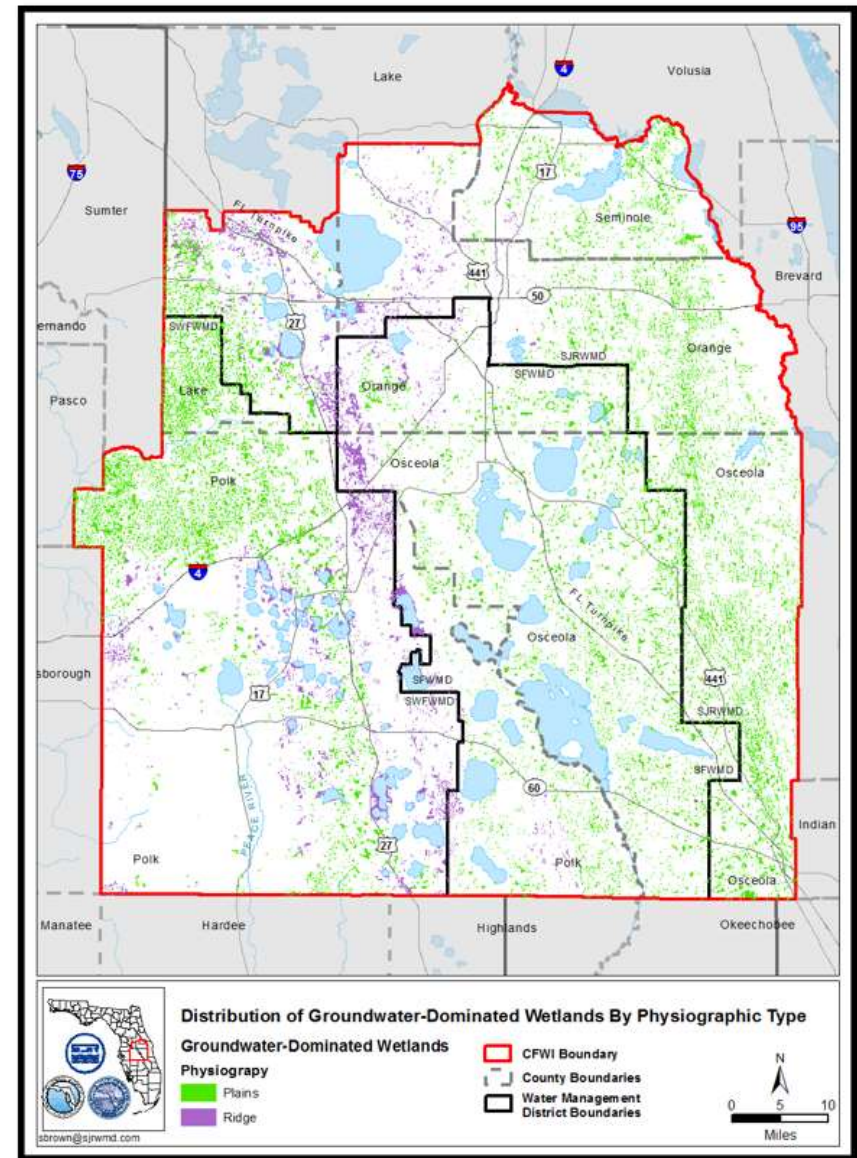 Lake
4
Volusia
75
17
Sumter
FL Turnpike
Seminole
95
441
Brevard
50
ernando
SWFWMD
27
SJRWMD
SFWMD
Orange
Lake
Orange
Pasco
Osceola
Osceola
Polk
4
FL Turnpike
Osceola
sborough
SFWMD
441
17
SWFWMD
SJRWMD
SFWMD
60
PEACE RIVER
Indian
27
Polk
Polk
Osceola
Manatee
Hardee
Highlands
Okeechobee
Distribution of Groundwater-Dominated Wetlands By Physiographic Type
Groundwater-Dominated Wetlands
Physiograpy
Plains
Ridge
CFWI Boundary
County Boundaries
Water Management
District Boundaries
N
0 5 10
Miles
sbrown@sjrwmd.com